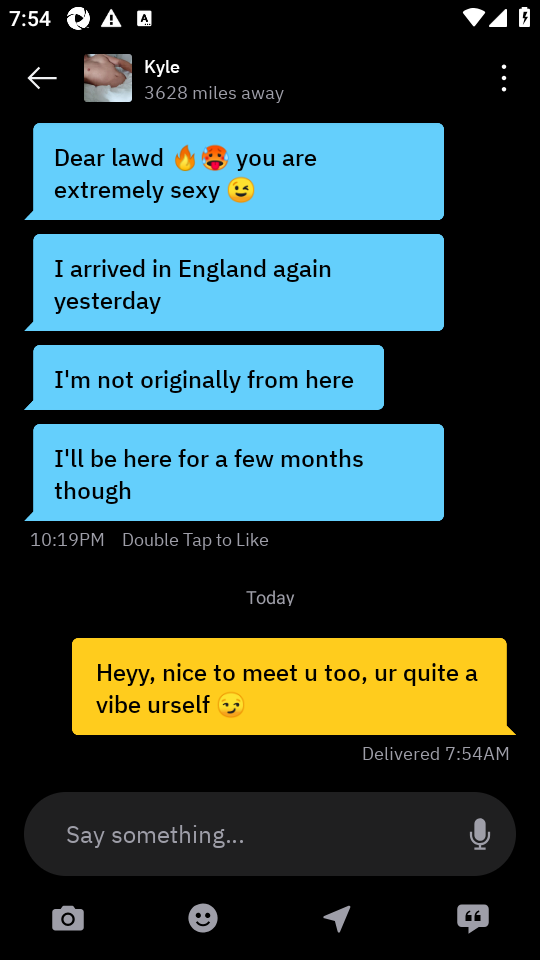 7:54
Kyle
3628 miles away
Dear lawd 🔥🥵 you are
extremely sexy 😉
I arrived in England again
yesterday
I'm not originally from here
I'll be here for a few months
though
10:19PM Double Tap to Like
Today
Heyy, nice to meet u too, ur quite a
vibe urself 😏
Delivered 7:54AM
Say something...